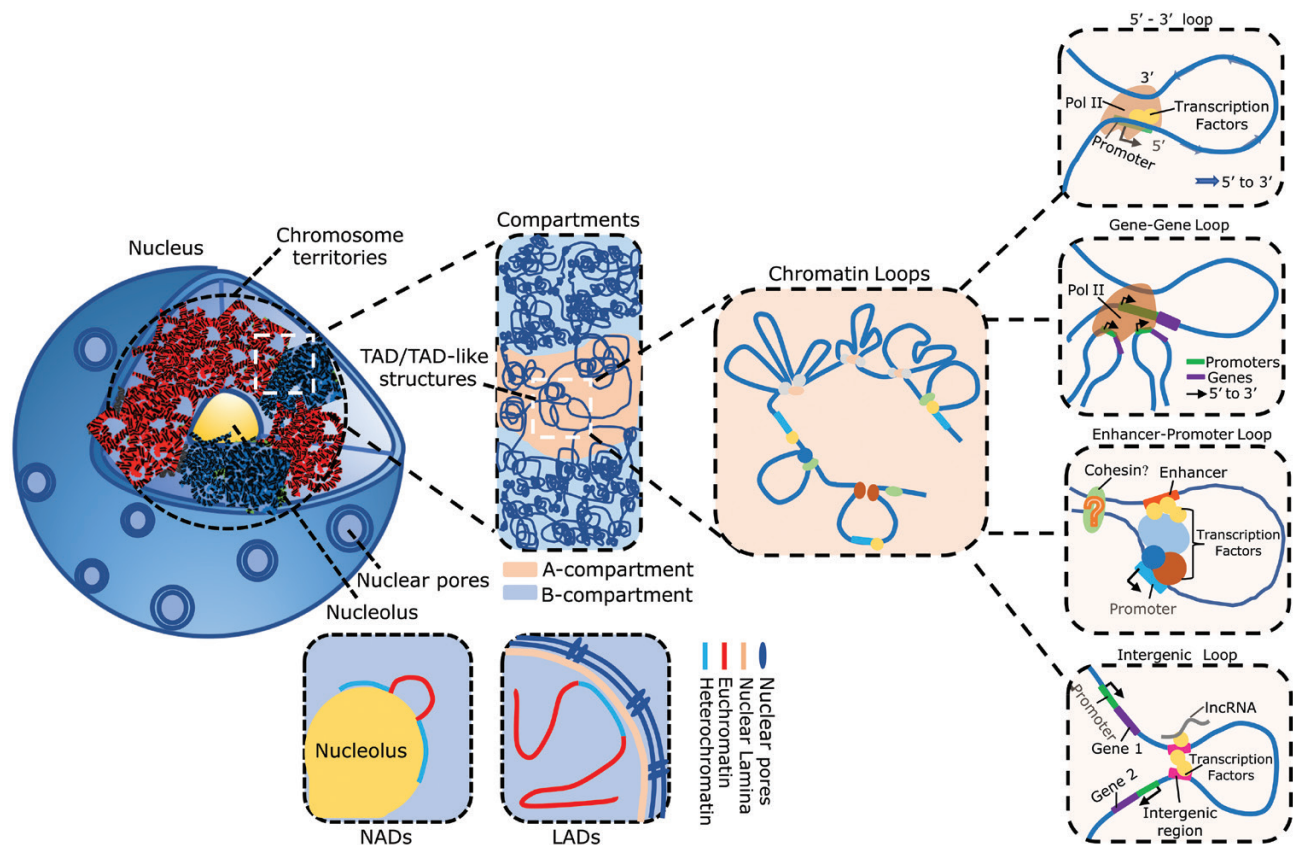 Nucleus
Chromosome
territories
Nuclear pores
Nucleolus
Compartments
TAD/TAD-like
structures
A-compartment
B-compartment
Nucleolus
NADs
LADs
Heterochromatin
Euchromatin
Nuclear Lamina
Nuclear pores
Chromatin Loops
5' - 3' loop
3'
Pol II
Transcription
Factors
Promoter
5'
5' to 3'
Gene-Gene Loop
Pol II
Promoters
Genes
5' to 3'
Enhancer-Promoter Loop
Cohesin?
Enhancer
?
Transcription
Factors
Promoter
Intergenic Loop
Promoter
lncRNA
Gene 1
Transcription
Factors
Gene 2
Intergenic
region